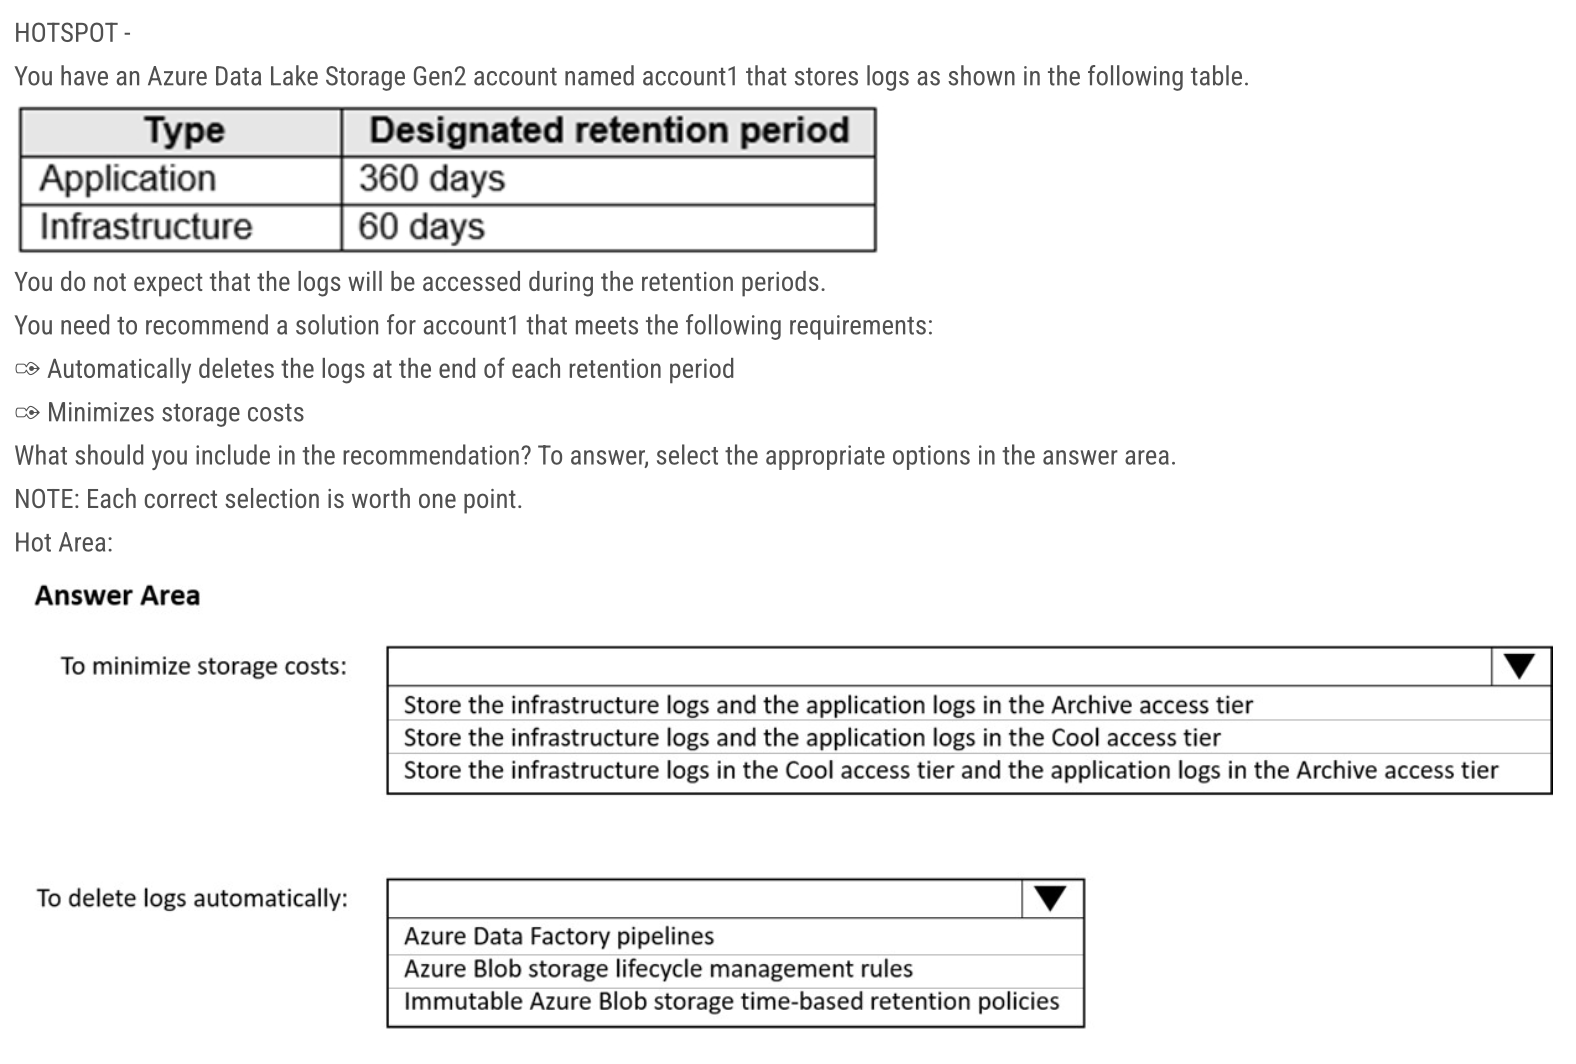 HOTSPOT -
You have an Azure Data Lake Storage Gen2 account named account1 that stores logs as shown in the following table.
Type Designated retention period
Application 360 days
Infrastructure 60 days
You do not expect that the logs will be accessed during the retention periods.
You need to recommend a solution for account1 that meets the following requirements:
Automatically deletes the logs at the end of each retention period
Minimizes storage costs
What should you include in the recommendation? To answer, select the appropriate options in the answer area.
NOTE: Each correct selection is worth one point.
Hot Area:
Answer Area
To minimize storage costs:
Store the infrastructure logs and the application logs in the Archive access tier
Store the infrastructure logs and the application logs in the Cool access tier
Store the infrastructure logs in the Cool access tier and the application logs in the Archive access tier
To delete logs automatically:
Azure Data Factory pipelines
Azure Blob storage lifecycle management rules
Immutable Azure Blob storage time-based retention policies